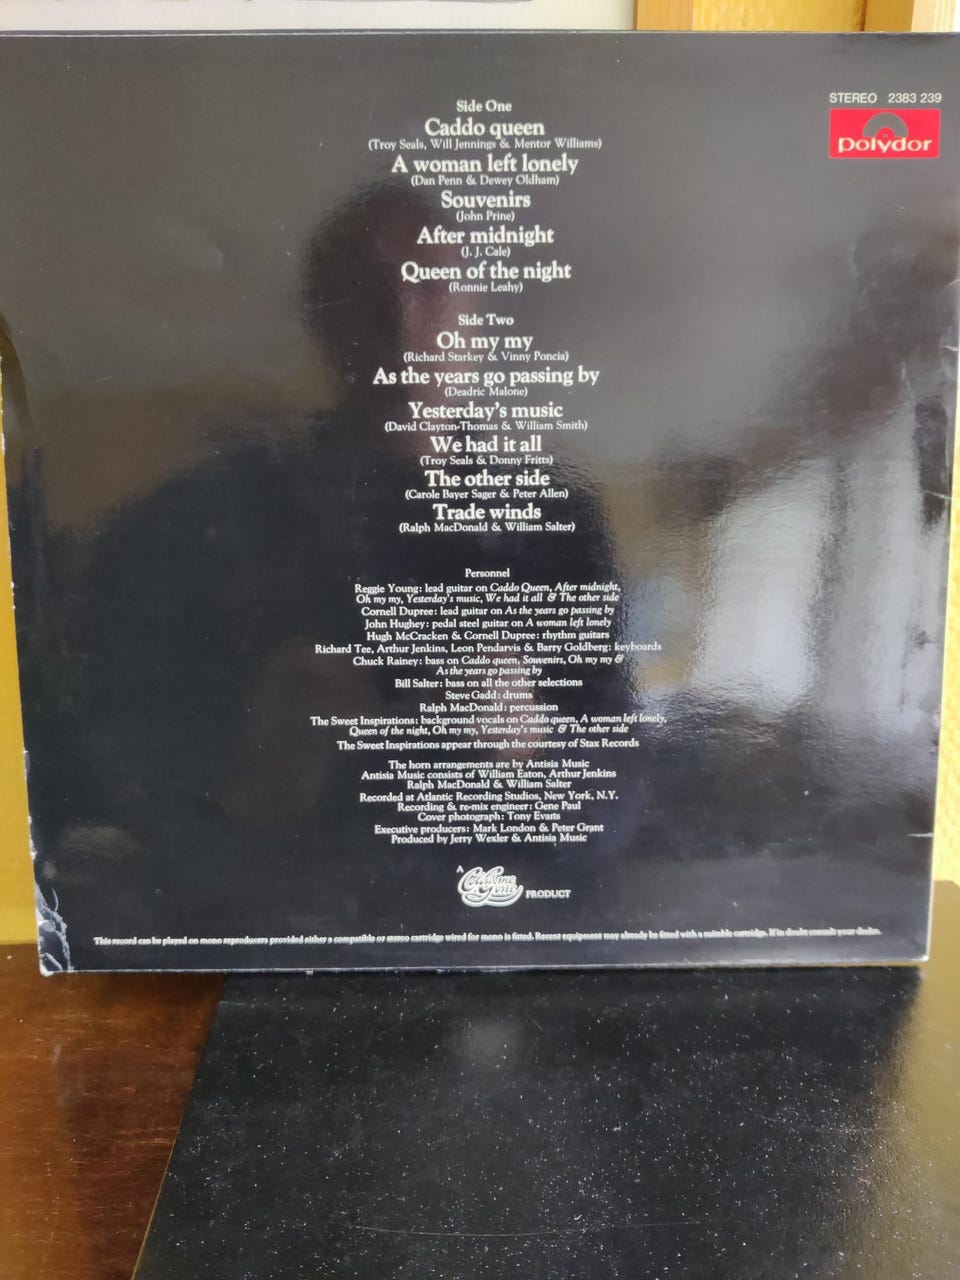 STEREO 2383 239
polydor
Side One
Caddo queen
(Troy Seals, Will Jennings & Mentor Williams)
A woman left lonely
(Dan Penn & Dewey Oldham)
Souvenirs
(John Prine)
After midnight
(J. J. Cale)
Queen of the night
(Ronnie Leahy)
Side Two
Oh my my
(Richard Starkey & Vinny Poncia)
As the years go passing by
(Deadric Malone)
Yesterday's music
(David Clayton-Thomas & William Smith)
We had it all
(Troy Seals & Donny Fritts)
The other side
(Carole Bayer Sager & Peter Allen)
Trade winds
(Ralph MacDonald & William Salter)
Personnel
Reggie Young: lead guitar on Caddo Queen, After midnight,
Oh my my, Yesterday's music, We had it all & The other side
Cornell Dupree: lead guitar on As the years go passing by
John Hughey: pedal steel guitar on A woman left lonely
Hugh McCracken & Cornell Dupree: rhythm guitars
Richard Tee, Arthur Jenkins, Leon Pendarvis & Barry Goldberg: keyboards
Chuck Rainey: bass on Caddo queen, Souvenirs, Oh my my &
As the years go passing by
Bill Salter: bass on all the other selections
Steve Gadd: drums
Ralph MacDonald: percussion
The Sweet Inspirations: background vocals on Caddo queen, A woman left lonely,
Queen of the night, Oh my my, Yesterday's music & The other side
The Sweet Inspirations appear through the courtesy of Stax Records
The horn arrangements are by Antisia Music
Antisia Music consists of William Eaton, Arthur Jenkins
Ralph MacDonald & William Salter
Recorded at Atlantic Recording Studios, New York, N.Y.
Recording & re-mix engineer: Gene Paul
Cover photograph: Tony Evans
Executive producers: Mark London & Peter Grant
Produced by Jerry Wexler & Antisia Music
A Colour me Gone PRODUCT
This record can be played on mono reproducers provided either a compatible or stereo cartridge wired for mono is fitted. Recent equipment may already be fitted with a suitable cartridge. If in doubt consult your dealer.